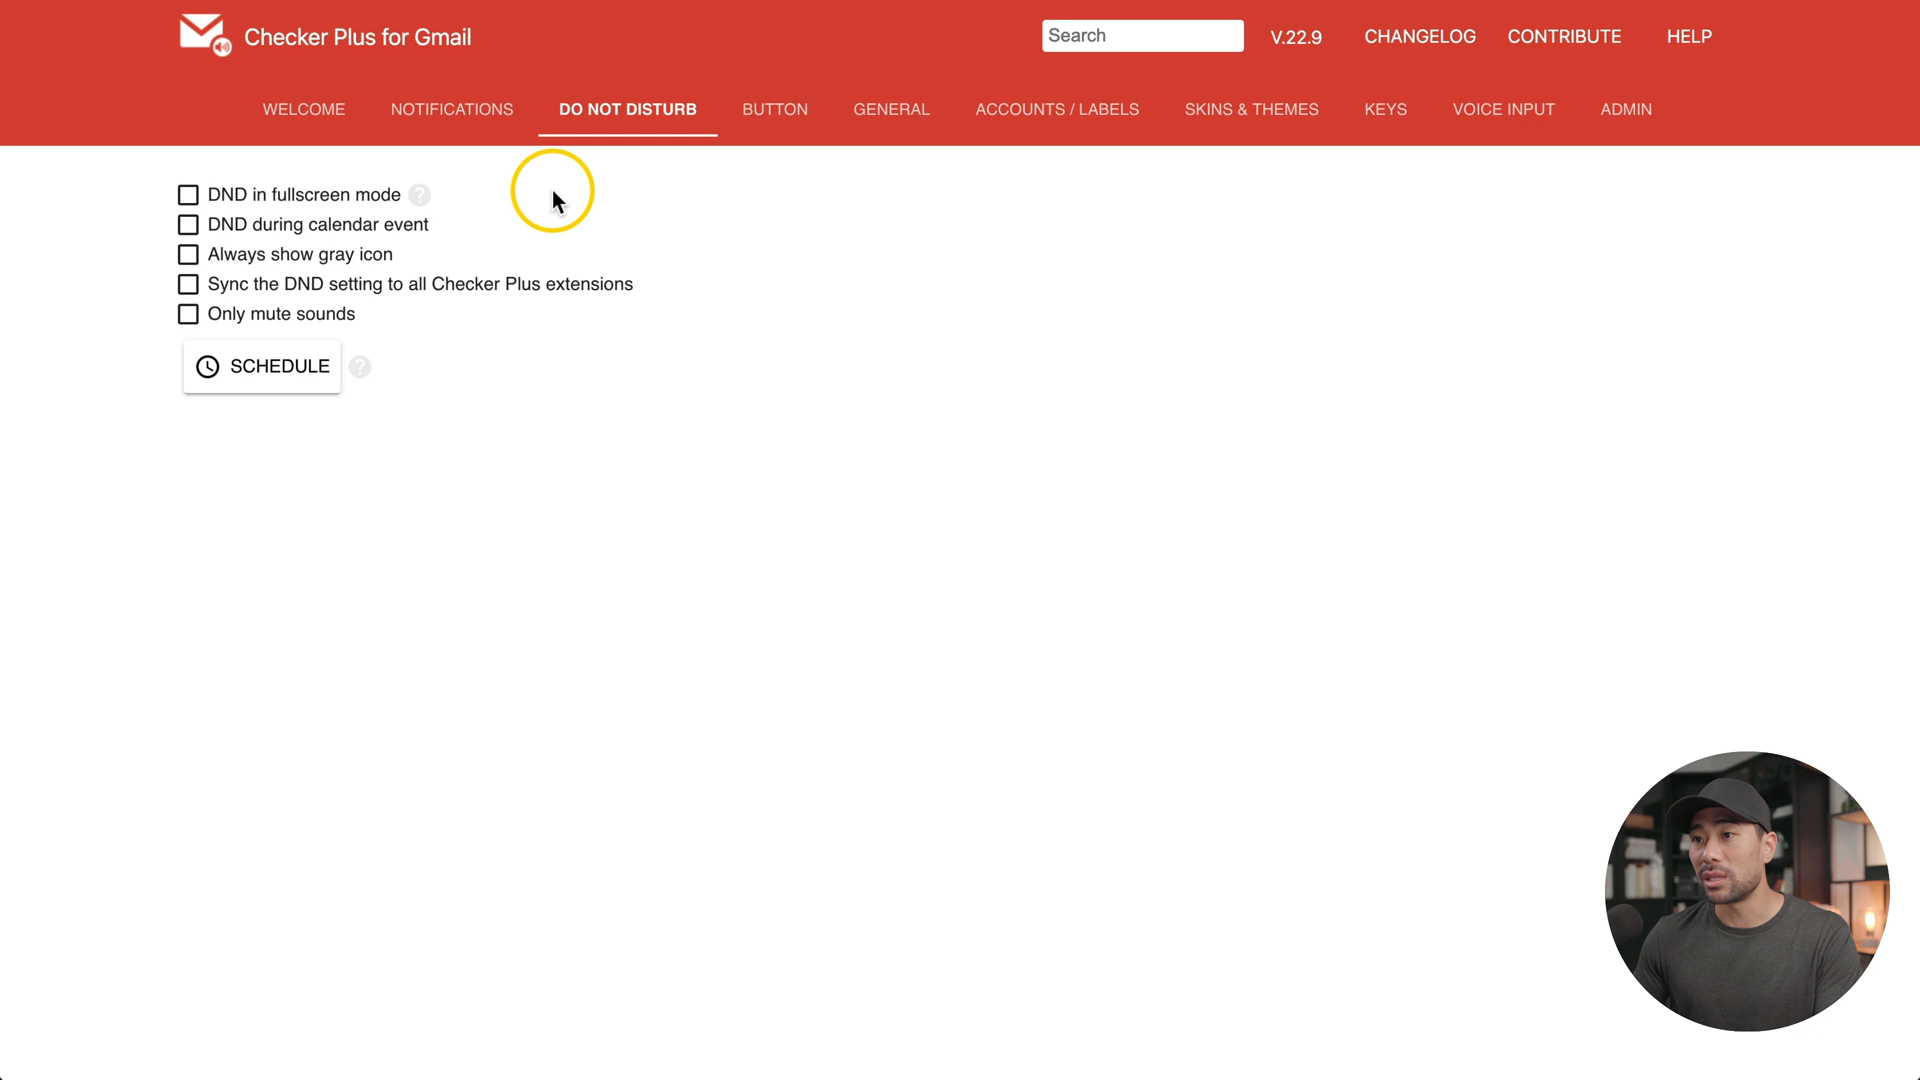 Checker Plus for Gmail
Search
V.22.9
CHANGELOG
CONTRIBUTE
HELP
WELCOME
NOTIFICATIONS
DO NOT DISTURB
BUTTON
GENERAL
ACCOUNTS / LABELS
SKINS & THEMES
KEYS
VOICE INPUT
ADMIN
DND in fullscreen mode ?
DND during calendar event
Always show gray icon
Sync the DND setting to all Checker Plus extensions
Only mute sounds
SCHEDULE ?